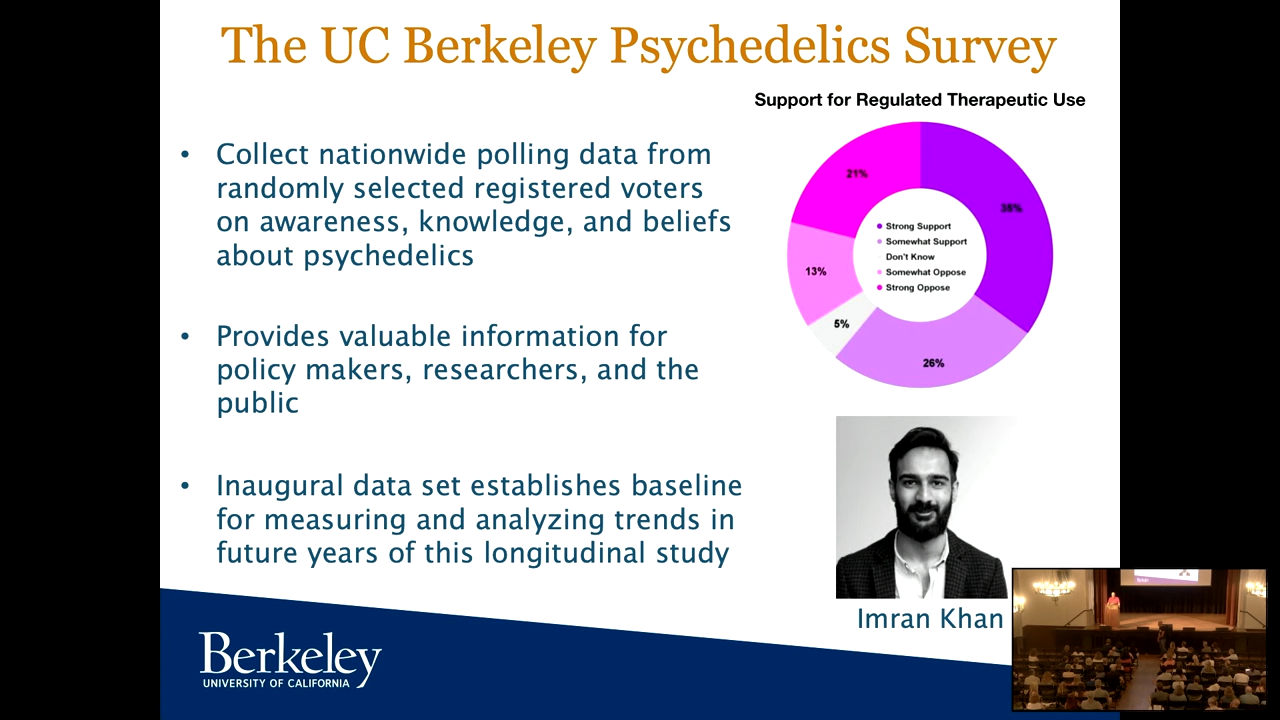 The UC Berkeley Psychedelics Survey
Support for Regulated Therapeutic Use
• Collect nationwide polling data from
randomly selected registered voters
on awareness, knowledge, and beliefs
about psychedelics
• Provides valuable information for
policy makers, researchers, and the
public
• Inaugural data set establishes baseline
for measuring and analyzing trends in
future years of this longitudinal study
21%
13%
5%
26%
Strong Support
Somewhat Support
Don't Know
Somewhat Oppose
Strong Oppose
Imran Khan
Berkeley
UNIVERSITY OF CALIFORNIA